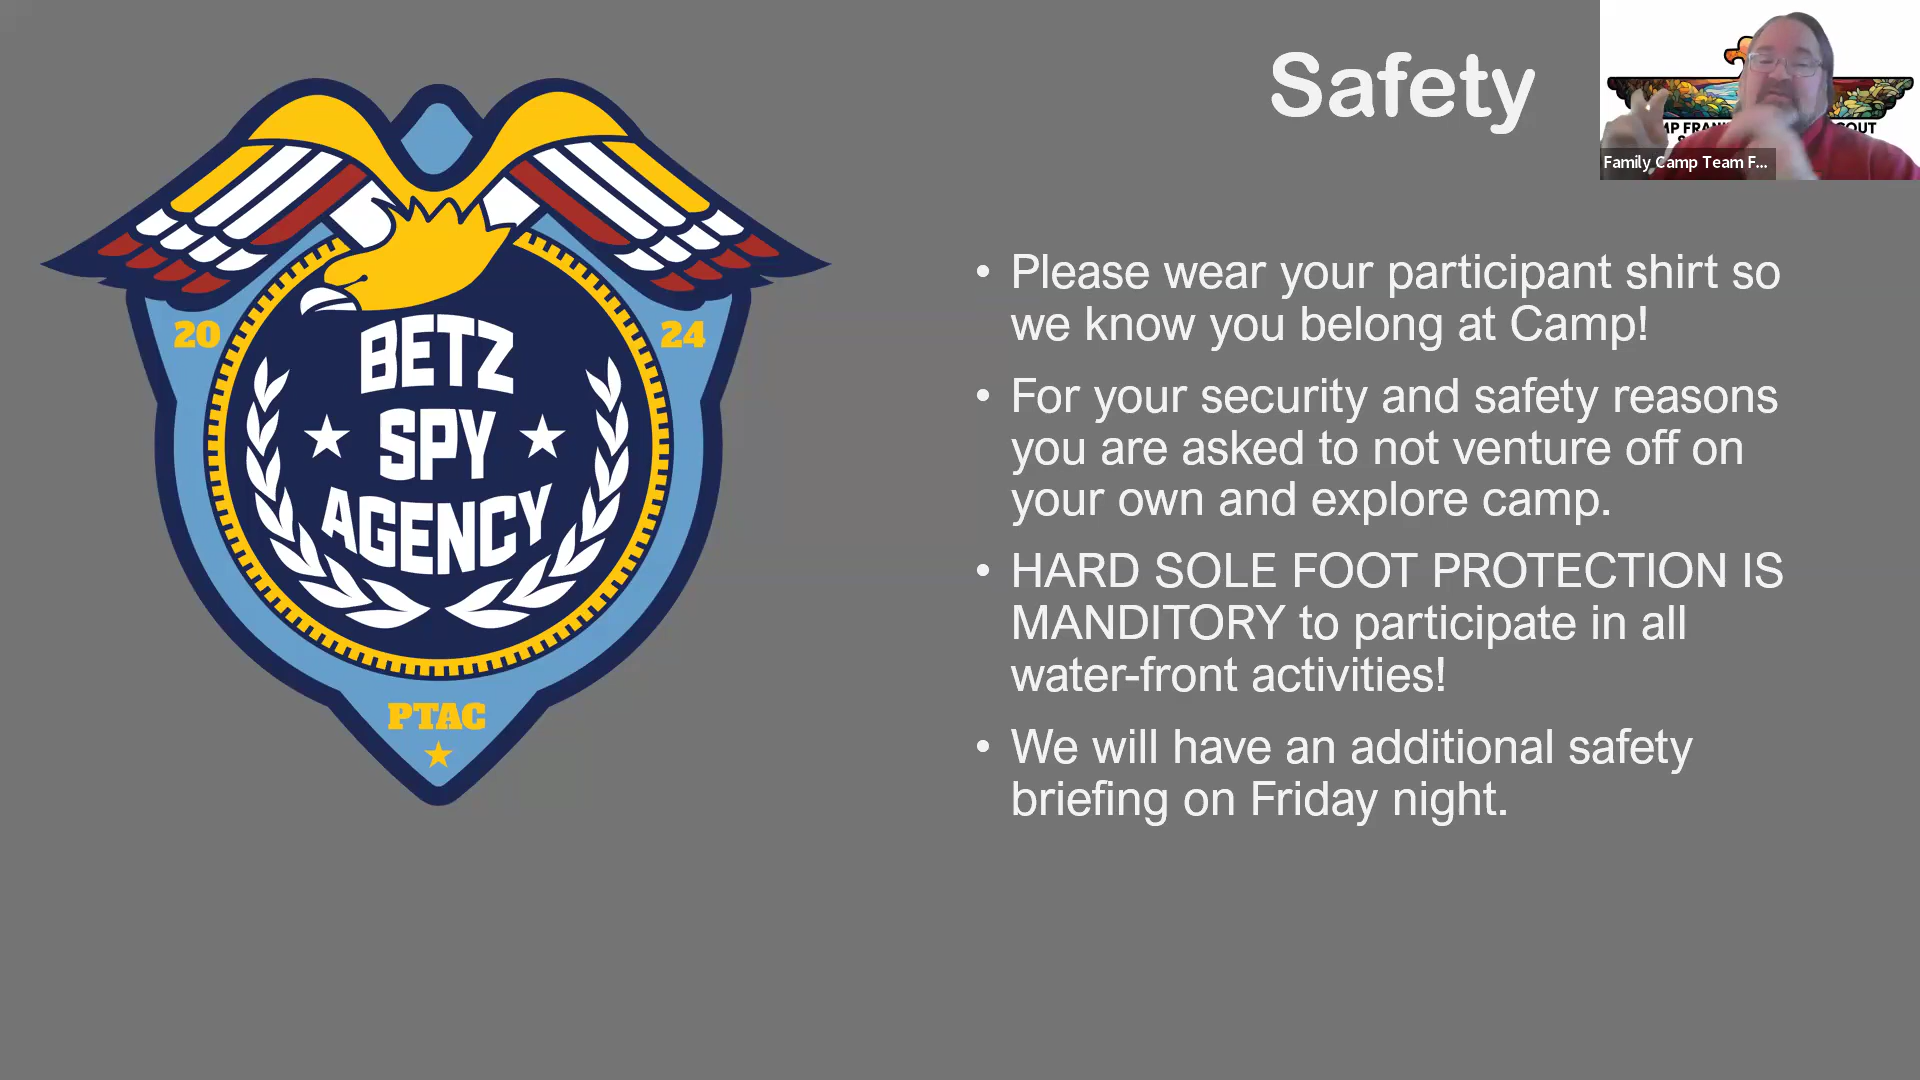 Safety
MP FRAN
OUT
Family Camp Team F...
20
24
BETZ
SPY
AGENCY
PTAC
• Please wear your participant shirt so
we know you belong at Camp!
• For your security and safety reasons
you are asked to not venture off on
your own and explore camp.
• HARD SOLE FOOT PROTECTION IS
MANDITORY to participate in all
water-front activities!
• We will have an additional safety
briefing on Friday night.